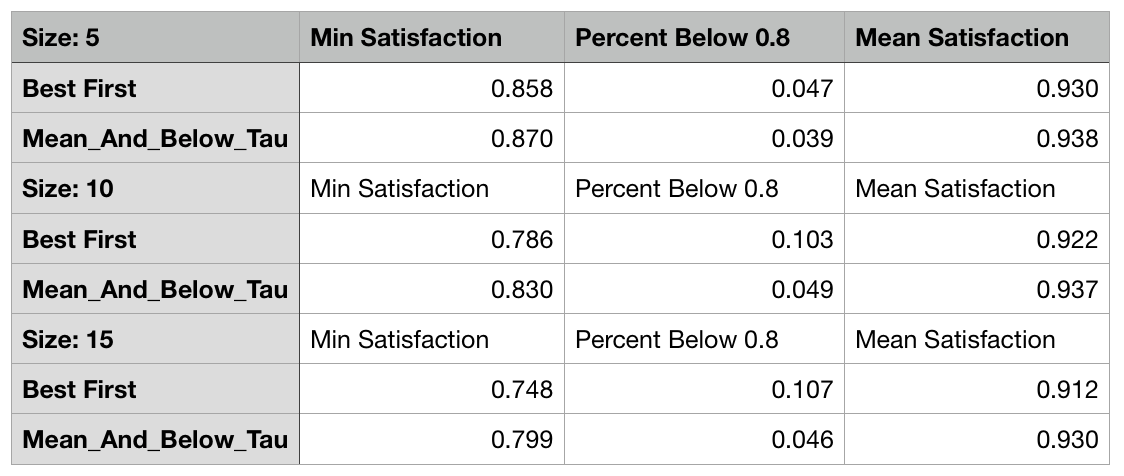 Size: 5 Min Satisfaction Percent Below 0.8 Mean Satisfaction
Best First 0.858 0.047 0.930
Mean_And_Below_Tau 0.870 0.039 0.938
Size: 10 Min Satisfaction Percent Below 0.8 Mean Satisfaction
Best First 0.786 0.103 0.922
Mean_And_Below_Tau 0.830 0.049 0.937
Size: 15 Min Satisfaction Percent Below 0.8 Mean Satisfaction
Best First 0.748 0.107 0.912
Mean_And_Below_Tau 0.799 0.046 0.930